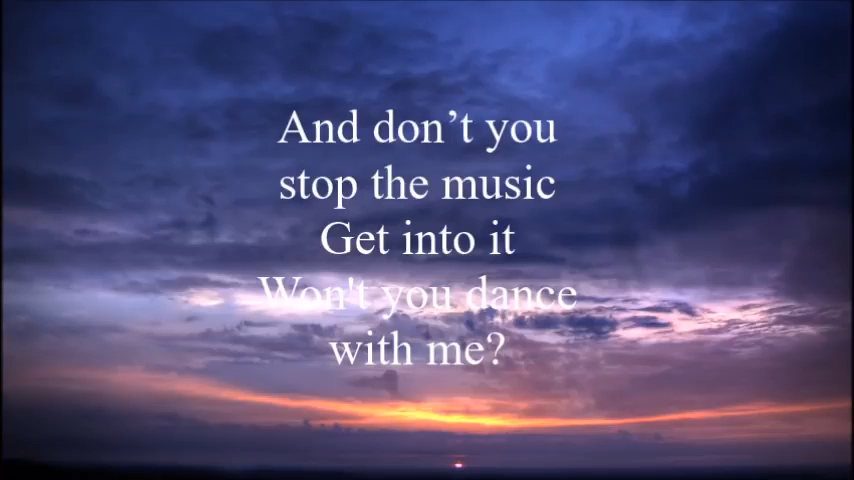 And don’t you
stop the music
Get into it
Won't you dance
with me?